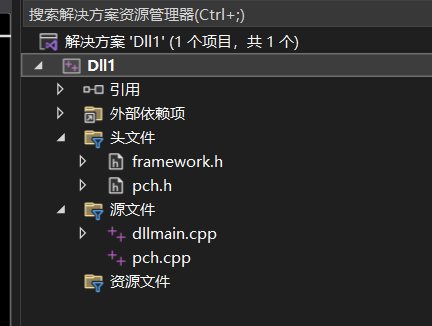 搜索解决方案资源管理器(Ctrl+;)
解决方案 'Dll1' (1 个项目，共 1 个)
Dll1
引用
外部依赖项
头文件
framework.h
pch.h
源文件
dllmain.cpp
pch.cpp
资源文件